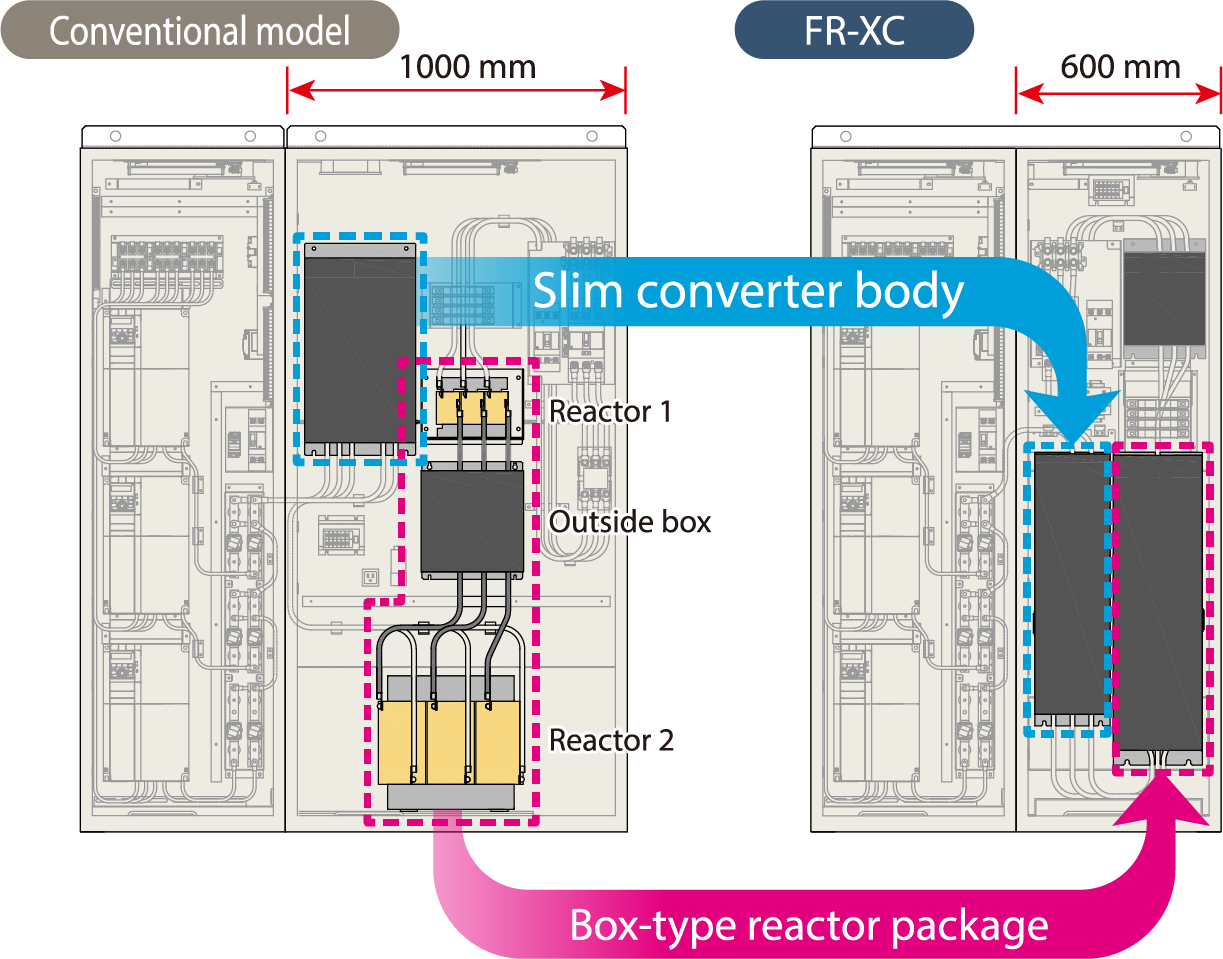 Conventional model
FR-XC
1000 mm
600 mm
Slim converter body
Reactor 1
Outside box
Reactor 2
Box-type reactor package